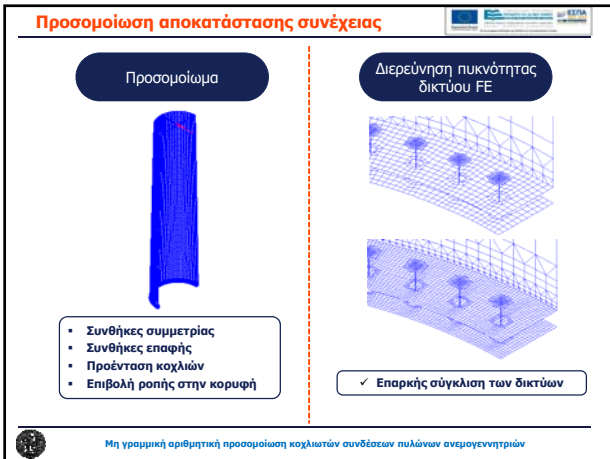 Προσομοίωση αποκατάστασης συνέχειας
ΕΣΠΑ
Προσομοίωμα
Διερεύνηση πυκνότητας
δικτύου FE
▪ Συνθήκες συμμετρίας
▪ Συνθήκες επαφής
▪ Προένταση κοχλιών
▪ Επιβολή ροπής στην κορυφή
✓ Επαρκής σύγκλιση των δικτύων
Μη γραμμική αριθμητική προσομοίωση κοχλιωτών συνδέσεων πυλώνων ανεμογεννητριών